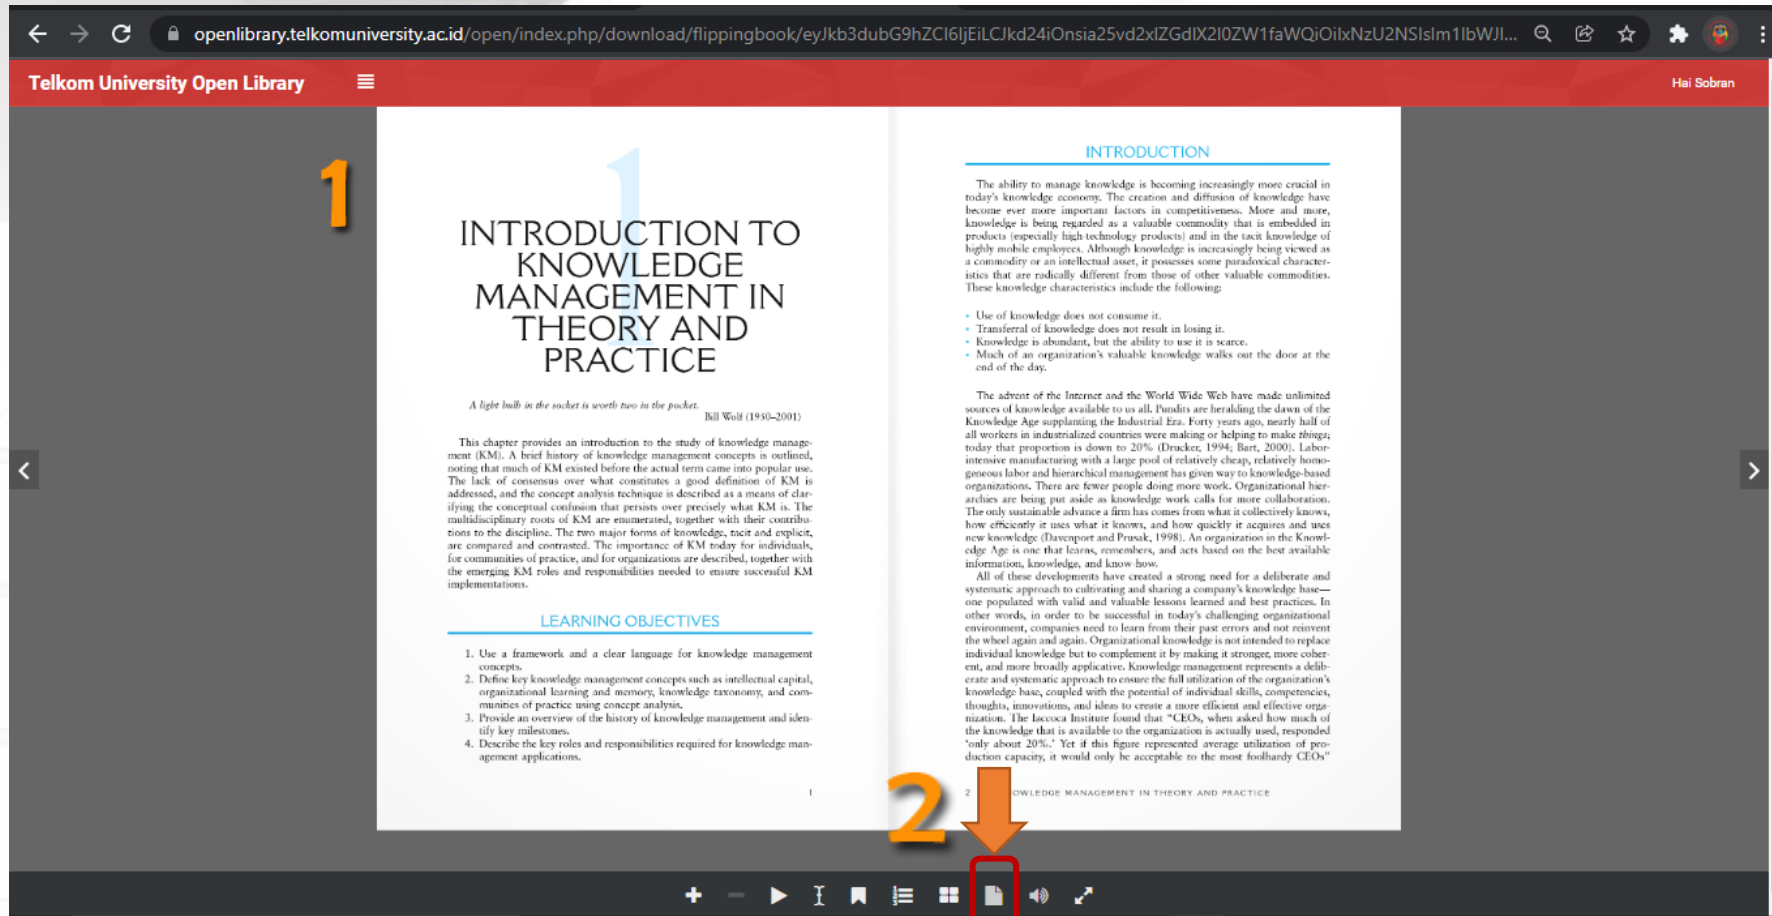 openlibrary.telkomuniversity.ac.id/open/index.php/download/flippingbook/
Telkom University Open Library
Hai Sobran
1
1
INTRODUCTION TO
KNOWLEDGE
MANAGEMENT IN
THEORY AND
PRACTICE
A light bulb in the socket is worth two in the pocket.
Bill Wolf (1950–2001)
This chapter provides an introduction to the study of knowledge manage-
ment (KM). A brief history of knowledge management concepts is outlined,
noting that much of KM existed before the actual term came into popular use.
The lack of consensus over what constitutes a good definition of KM is
addressed, and the concept analysis technique is described as a means of clar-
ifying the conceptual confusion that persists over precisely what KM is. The
multidisciplinary roots of KM are enumerated, together with their contribu-
tions to the discipline. The two major forms of knowledge, tacit and explicit,
are compared and contrasted. The importance of KM today for individuals,
for communities of practice, and for organizations are described, together with
the emerging KM roles and responsibilities needed to ensure successful KM
implementations.
LEARNING OBJECTIVES
1. Use a framework and a clear language for knowledge management
concepts.
2. Define key knowledge management concepts such as intellectual capital,
organizational learning and memory, knowledge taxonomy, and com-
munities of practice using concept analysis.
3. Provide an overview of the history of knowledge management and iden-
tify key milestones.
4. Describe the key roles and responsibilities required for knowledge man-
agement applications.
1
INTRODUCTION
The ability to manage knowledge is becoming increasingly more crucial in
today's knowledge economy. The creation and diffusion of knowledge have
become ever more important factors in competitiveness. More and more,
knowledge is being regarded as a valuable commodity that is embedded in
products (especially high-technology products) and in the tacit knowledge of
highly mobile employees. Although knowledge is increasingly being viewed as
a commodity or an intellectual asset, it possesses some paradoxical character-
istics that are radically different from those of other valuable commodities.
These knowledge characteristics include the following:
• Use of knowledge does not consume it.
• Transferral of knowledge does not result in losing it.
• Knowledge is abundant, but the ability to use it is scarce.
• Much of an organization's valuable knowledge walks out the door at the
end of the day.
The advent of the Internet and the World Wide Web have made unlimited
sources of knowledge available to us all. Pundits are heralding the dawn of the
Knowledge Age supplanting the Industrial Era. Forty years ago, nearly half of
all workers in industrialized countries were making or helping to make things;
today that proportion is down to 20% (Drucker, 1994; Bart, 2000). Labor-
intensive manufacturing with a large pool of relatively cheap, relatively homo-
geneous labor and hierarchical management has given way to knowledge-based
organizations. There are fewer people doing more work. Organizational hier-
archies are being put aside as knowledge work calls for more collaboration.
The only sustainable advance a firm has comes from what it collectively knows,
how efficiently it uses what it knows, and how quickly it acquires and uses
new knowledge (Davenport and Prusak, 1998). An organization in the Knowl-
edge Age is one that learns, remembers, and acts based on the best available
information, knowledge, and know-how.
All of these developments have created a strong need for a deliberate and
systematic approach to cultivating and sharing a company's knowledge base—
one populated with valid and valuable lessons learned and best practices. In
other words, in order to be successful in today's challenging organizational
environment, companies need to learn from their past errors and not reinvent
the wheel again and again. Organizational knowledge is not intended to replace
individual knowledge but to complement it by making it stronger, more coher-
ent, and more broadly applicative. Knowledge management represents a delib-
erate and systematic approach to ensure the full utilization of the organization's
knowledge base, coupled with the potential of individual skills, competencies,
thoughts, innovations, and ideas to create a more efficient and effective orga-
nization. The Iaccoca Institute found that "CEOs, when asked how much of
the knowledge that is available to the organization is actually used, responded
'only about 20%.' Yet if this figure represented average utilization of pro-
duction capacity, it would only be acceptable to the most foolhardy CEOs"
2 OWLEDGE MANAGEMENT IN THEORY AND PRACTICE
2